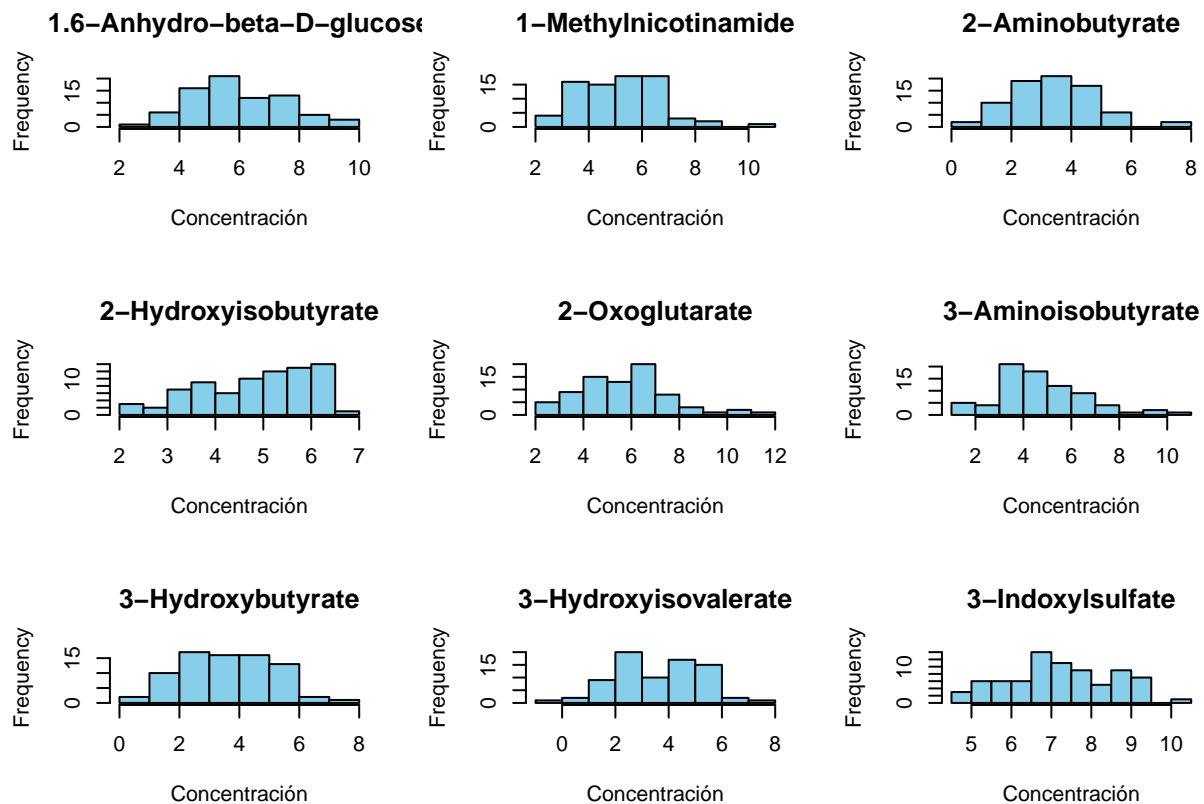 1.6−Anhydro−beta−D−glucose
Frequency
0 15
2 4 6 8 10
Concentración
1−Methylnicotinamide
Frequency
0 15
2 4 6 8 10
Concentración
2−Aminobutyrate
Frequency
0 15
0 2 4 6 8
Concentración
2−Hydroxyisobutyrate
Frequency
0 10
2 3 4 5 6 7
Concentración
2−Oxoglutarate
Frequency
0 15
2 4 6 8 10 12
Concentración
3−Aminoisobutyrate
Frequency
0 15
2 4 6 8 10
Concentración
3−Hydroxybutyrate
Frequency
0 15
0 2 4 6 8
Concentración
3−Hydroxyisovalerate
Frequency
0 15
0 2 4 6 8
Concentración
3−Indoxylsulfate
Frequency
0 10
5 6 7 8 9 10
Concentración